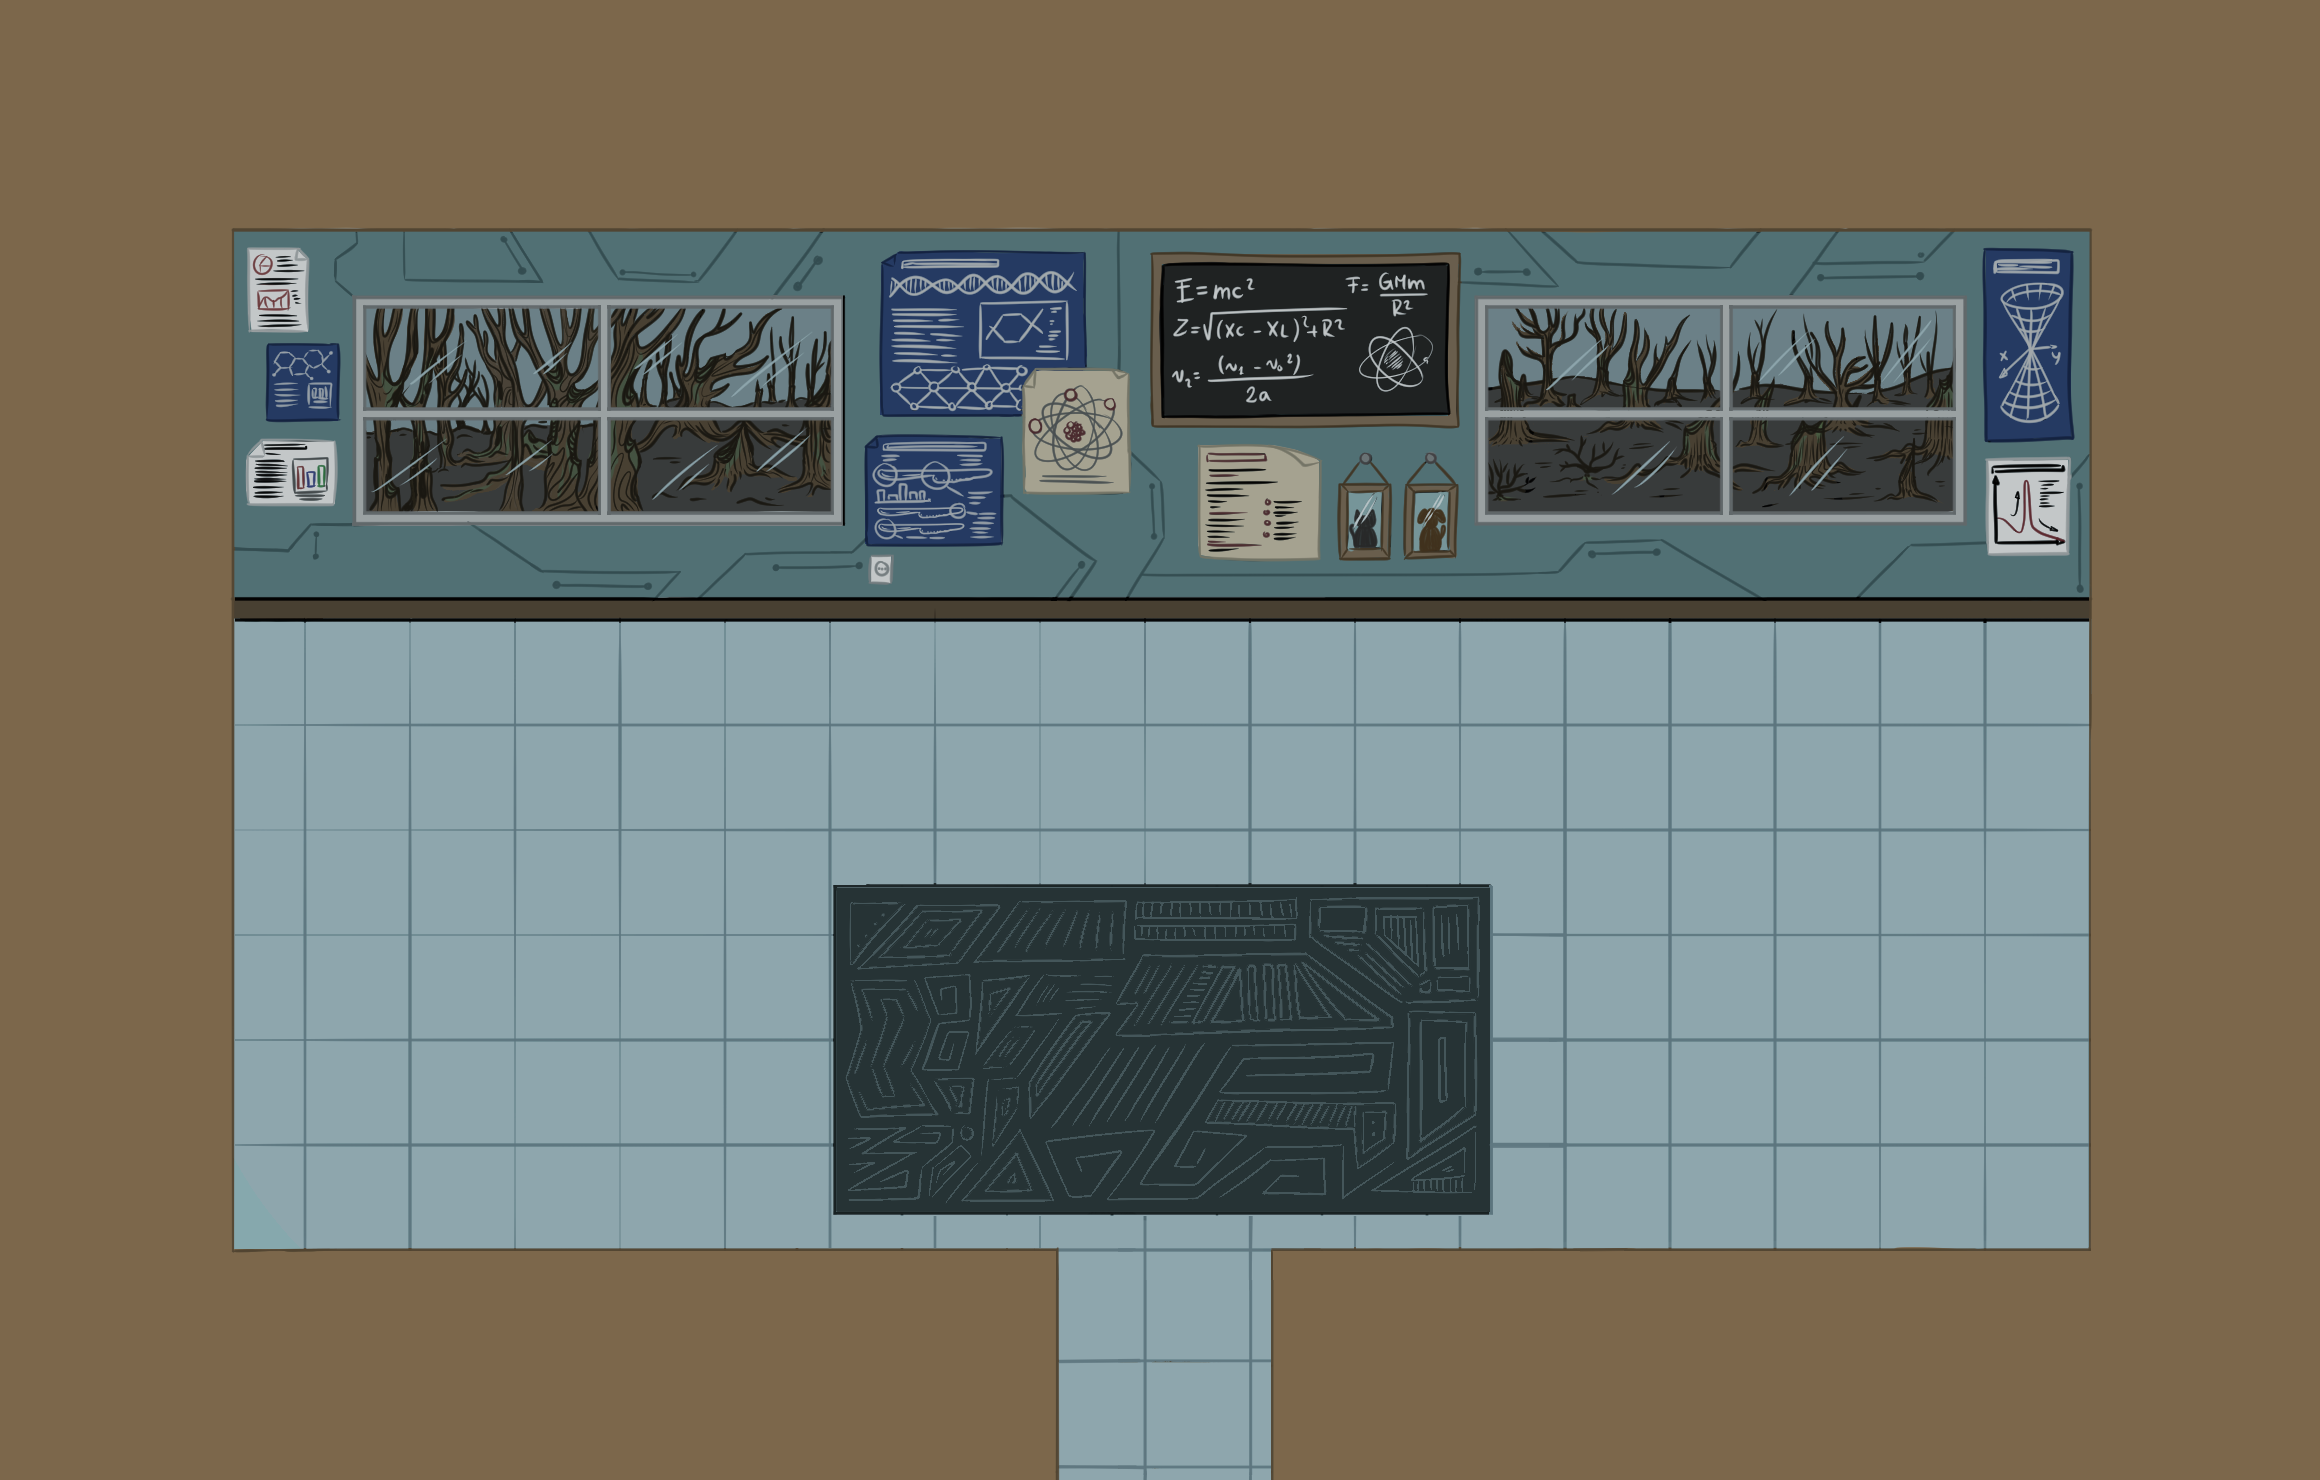 E=mc²
F= GMm
R²
Z=√(Xc - XL)²+R²
v₂= (v₁ - v₀²)
2a
x
y